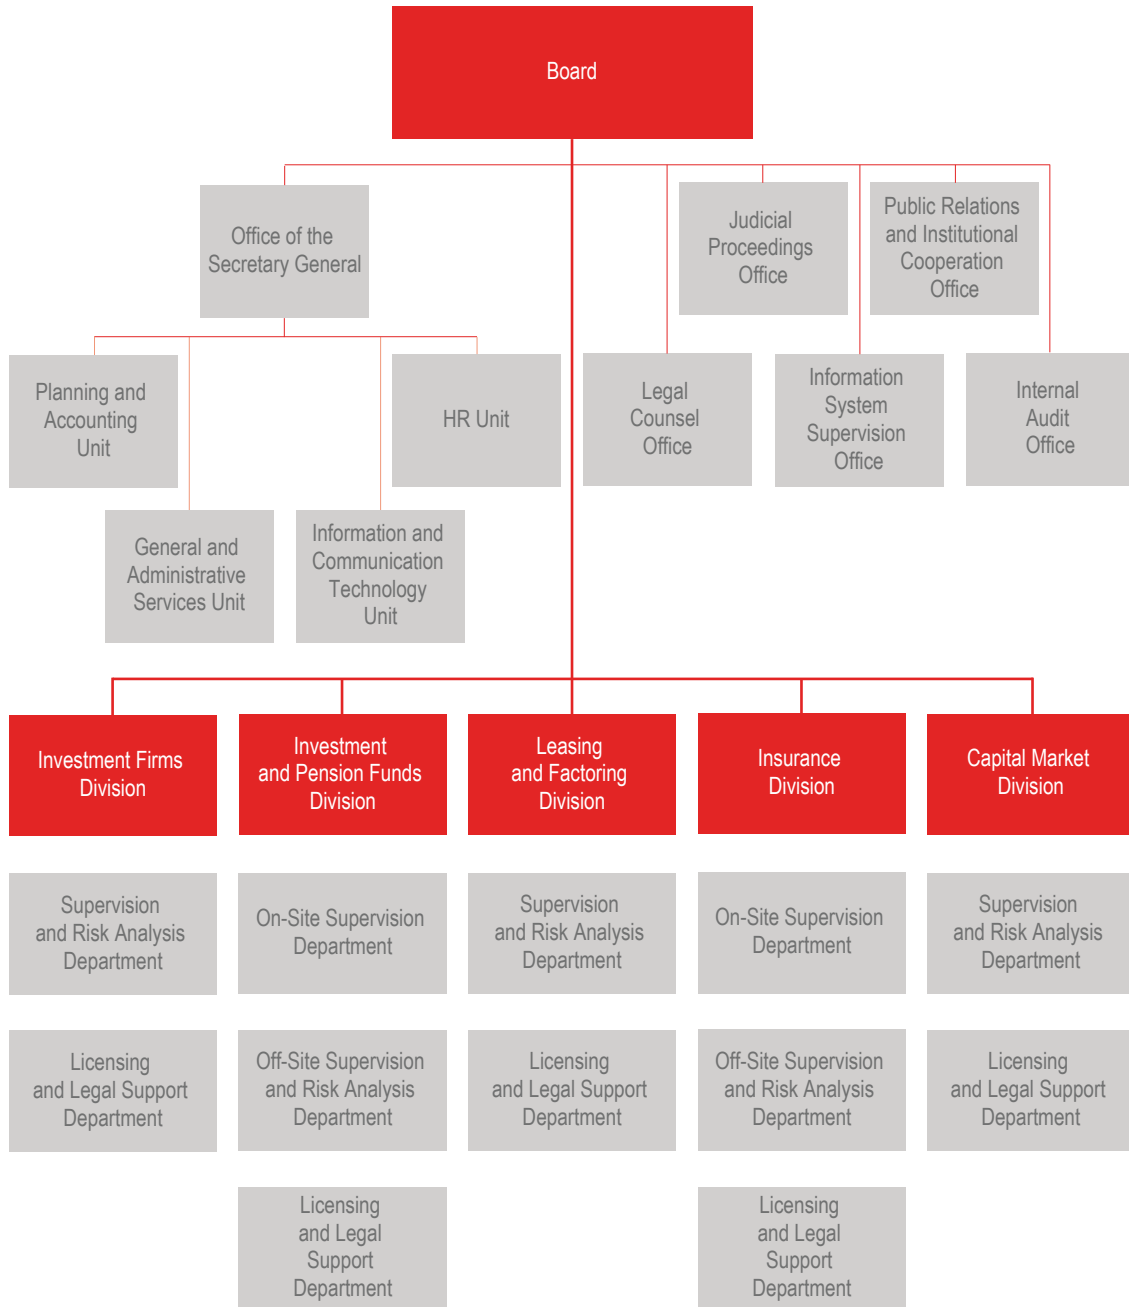 Board
Office of the
Secretary General
Judicial
Proceedings
Office
Public Relations
and Institutional
Cooperation
Office
Planning and
Accounting
Unit
HR Unit
Legal
Counsel
Office
Information
System
Supervision
Office
Internal
Audit
Office
General and
Administrative
Services Unit
Information and
Communication
Technology
Unit
Investment Firms
Division
Investment
and Pension Funds
Division
Leasing
and Factoring
Division
Insurance
Division
Capital Market
Division
Supervision
and Risk Analysis
Department
On-Site Supervision
Department
Supervision
and Risk Analysis
Department
On-Site Supervision
Department
Supervision
and Risk Analysis
Department
Licensing
and Legal Support
Department
Off-Site Supervision
and Risk Analysis
Department
Licensing
and Legal Support
Department
Off-Site Supervision
and Risk Analysis
Department
Licensing
and Legal Support
Department
Licensing
and Legal
Support
Department
Licensing
and Legal
Support
Department